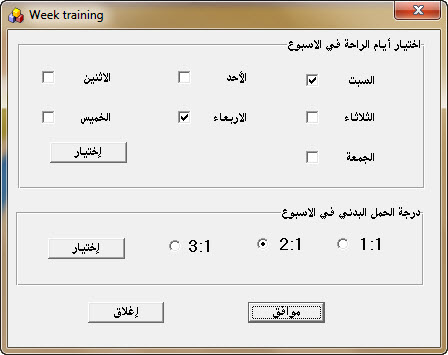 Week training
اختيار أيام الراحة في الاسبوع
السبت
الأحد
الاثنين
الثلاثاء
الاربعاء
الخميس
الجمعة
إختيار
درجة الحمل البدني في الاسبوع
1:1
2:1
3:1
إختيار
موافق
إغلاق